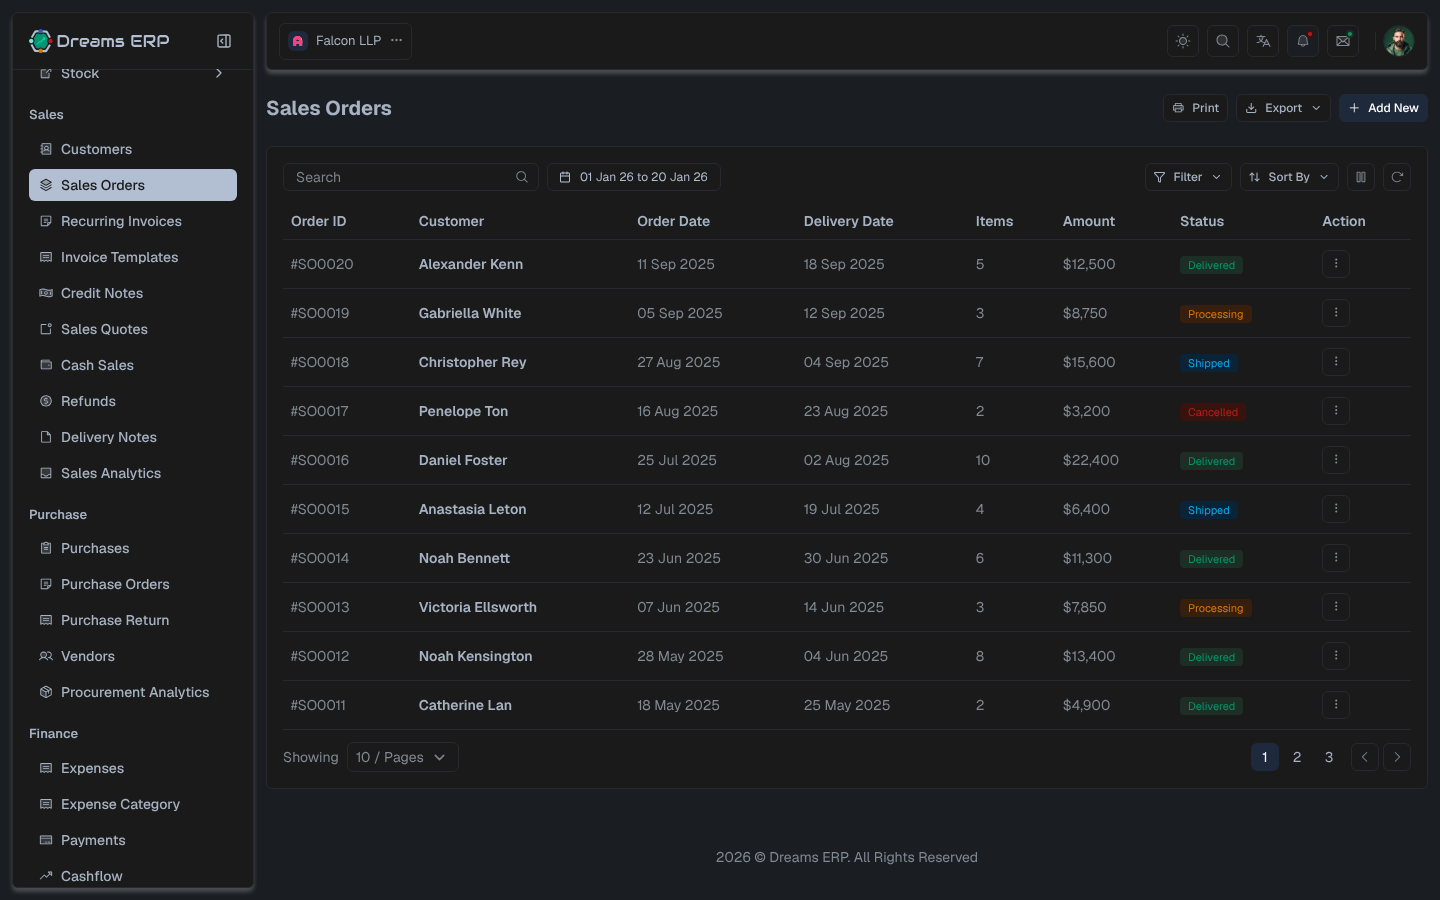 Dreams ERP
Stock
Sales
Customers
Sales Orders
Recurring Invoices
Invoice Templates
Credit Notes
Sales Quotes
Cash Sales
Refunds
Delivery Notes
Sales Analytics
Purchase
Purchases
Purchase Orders
Purchase Return
Vendors
Procurement Analytics
Finance
Expenses
Expense Category
Payments
Cashflow
Falcon LLP
Sales Orders
Print Export Add New
Search 01 Jan 26 to 20 Jan 26 Filter Sort By
Order ID Customer Order Date Delivery Date Items Amount Status Action
#SO0020 Alexander Kenn 11 Sep 2025 18 Sep 2025 5 $12,500 Delivered
#SO0019 Gabriella White 05 Sep 2025 12 Sep 2025 3 $8,750 Processing
#SO0018 Christopher Rey 27 Aug 2025 04 Sep 2025 7 $15,600 Shipped
#SO0017 Penelope Ton 16 Aug 2025 23 Aug 2025 2 $3,200 Cancelled
#SO0016 Daniel Foster 25 Jul 2025 02 Aug 2025 10 $22,400 Delivered
#SO0015 Anastasia Leton 12 Jul 2025 19 Jul 2025 4 $6,400 Shipped
#SO0014 Noah Bennett 23 Jun 2025 30 Jun 2025 6 $11,300 Delivered
#SO0013 Victoria Ellsworth 07 Jun 2025 14 Jun 2025 3 $7,850 Processing
#SO0012 Noah Kensington 28 May 2025 04 Jun 2025 8 $13,400 Delivered
#SO0011 Catherine Lan 18 May 2025 25 May 2025 2 $4,900 Delivered
Showing 10 / Pages 1 2 3
2026 © Dreams ERP. All Rights Reserved